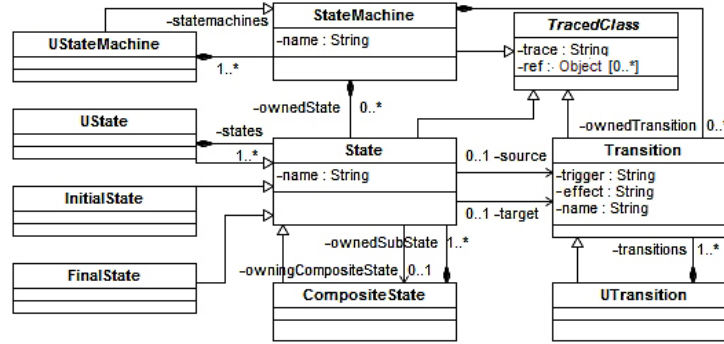 StateMachine
-name : String
-statemachines
UStateMachine
1..*
TracedClass
-trace : String
-ref : Object [0..*]
-ownedState 0..*
UState
-states
1..*
State
-name : String
0..1 -source
0..1 -target
-ownedTransition 0..*
Transition
-trigger : String
-effect : String
-name : String
InitialState
FinalState
-ownedSubState 1..*
-owningCompositeState 0..1
CompositeState
-transitions 1..*
UTransition